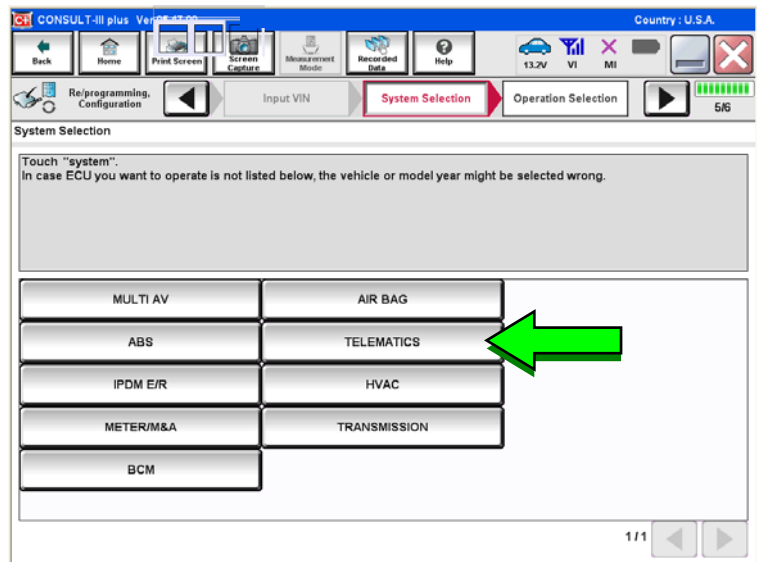 C+ CONSULT-III plus Ver
Country : U.S.A.
Back
Home
Print Screen
Screen Capture
Measurement Mode
Recorded Data
Help
13.2V
VI
MI
Re/programming, Configuration
Input VIN
System Selection
Operation Selection
5/6
System Selection
Touch "system".
In case ECU you want to operate is not listed below, the vehicle or model year might be selected wrong.
MULTI AV
AIR BAG
ABS
TELEMATICS
IPDM E/R
HVAC
METER/M&A
TRANSMISSION
BCM
1/1